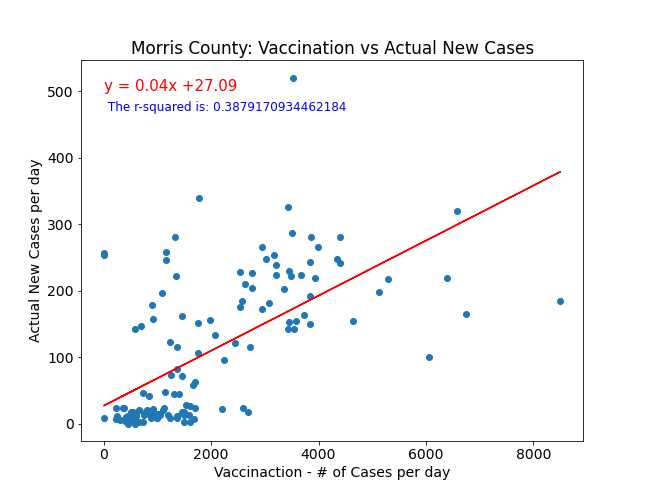 Morris County: Vaccination vs Actual New Cases
y = 0.04x +27.09
The r-squared is: 0.3879170934462184
500
400
300
200
100
0
Actual New Cases per day
0 2000 4000 6000 8000
Vaccinaction - # of Cases per day